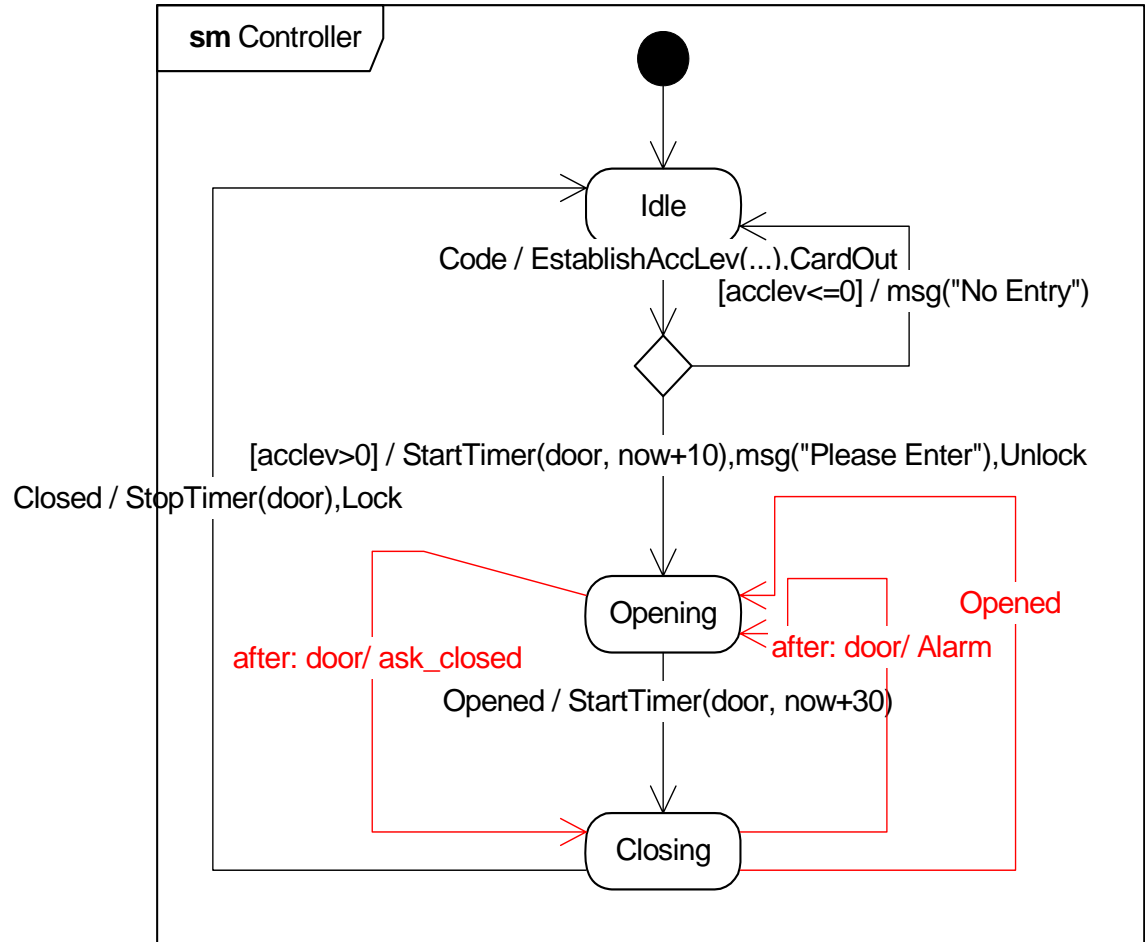 sm Controller
Idle
Code / EstablishAccLev(...),CardOut
[acclev<=0] / msg("No Entry")
[acclev>0] / StartTimer(door, now+10),msg("Please Enter"),Unlock
Closed / StopTimer(door),Lock
Opening
Opened
after: door/ ask_closed
after: door/ Alarm
Opened / StartTimer(door, now+30)
Closing